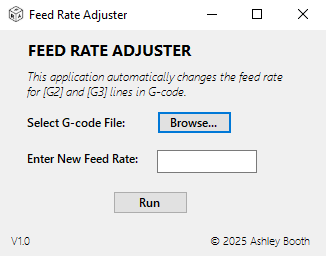 Feed Rate Adjuster
FEED RATE ADJUSTER
This application automatically changes the feed rate
for [G2] and [G3] lines in G-code.
Select G-code File:
Browse...
Enter New Feed Rate:
Run
V1.0
© 2025 Ashley Booth